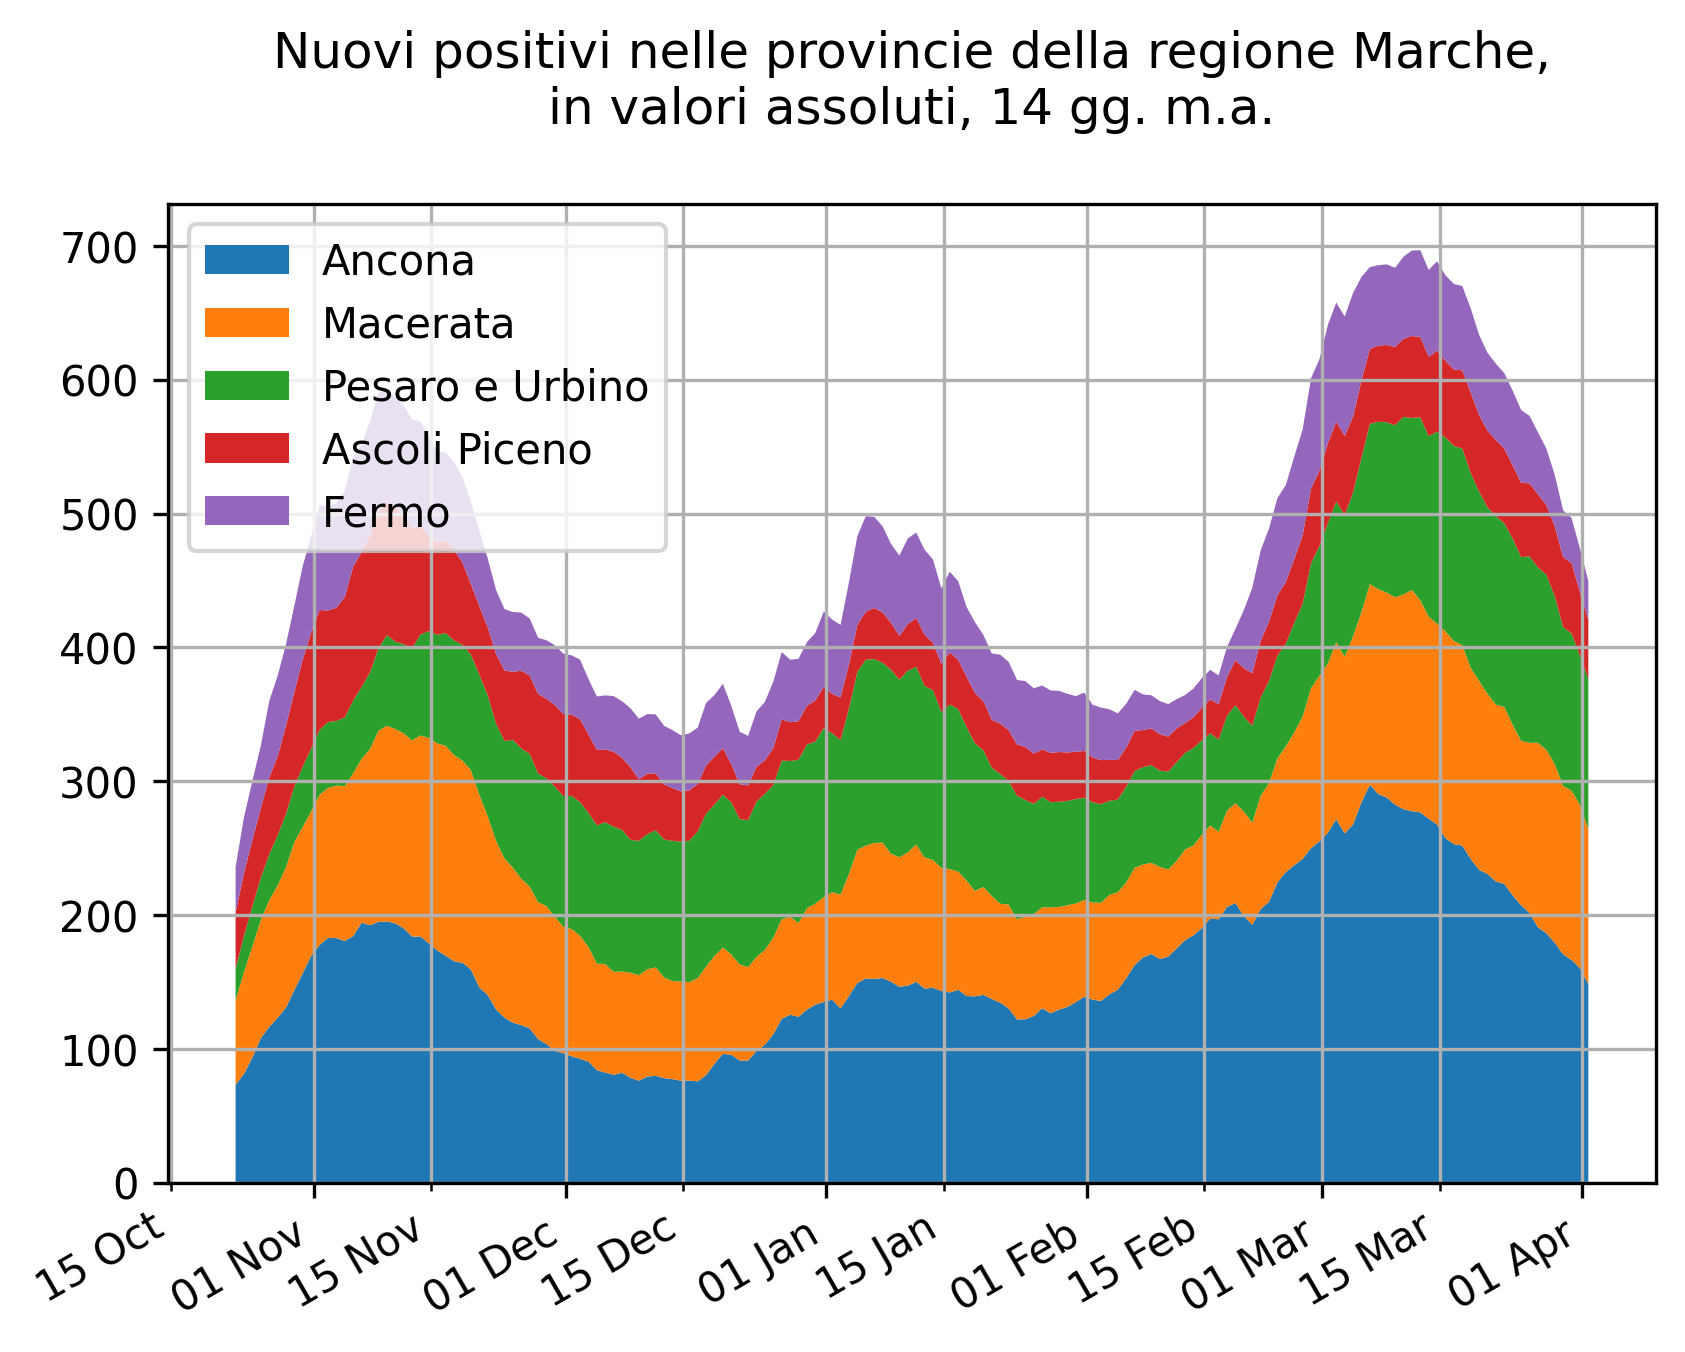 Nuovi positivi nelle provincie della regione Marche,
in valori assoluti, 14 gg. m.a.
700
600
500
400
300
200
100
0
Ancona
Macerata
Pesaro e Urbino
Ascoli Piceno
Fermo
15 Oct
01 Nov
15 Nov
01 Dec
15 Dec
01 Jan
15 Jan
01 Feb
15 Feb
01 Mar
15 Mar
01 Apr